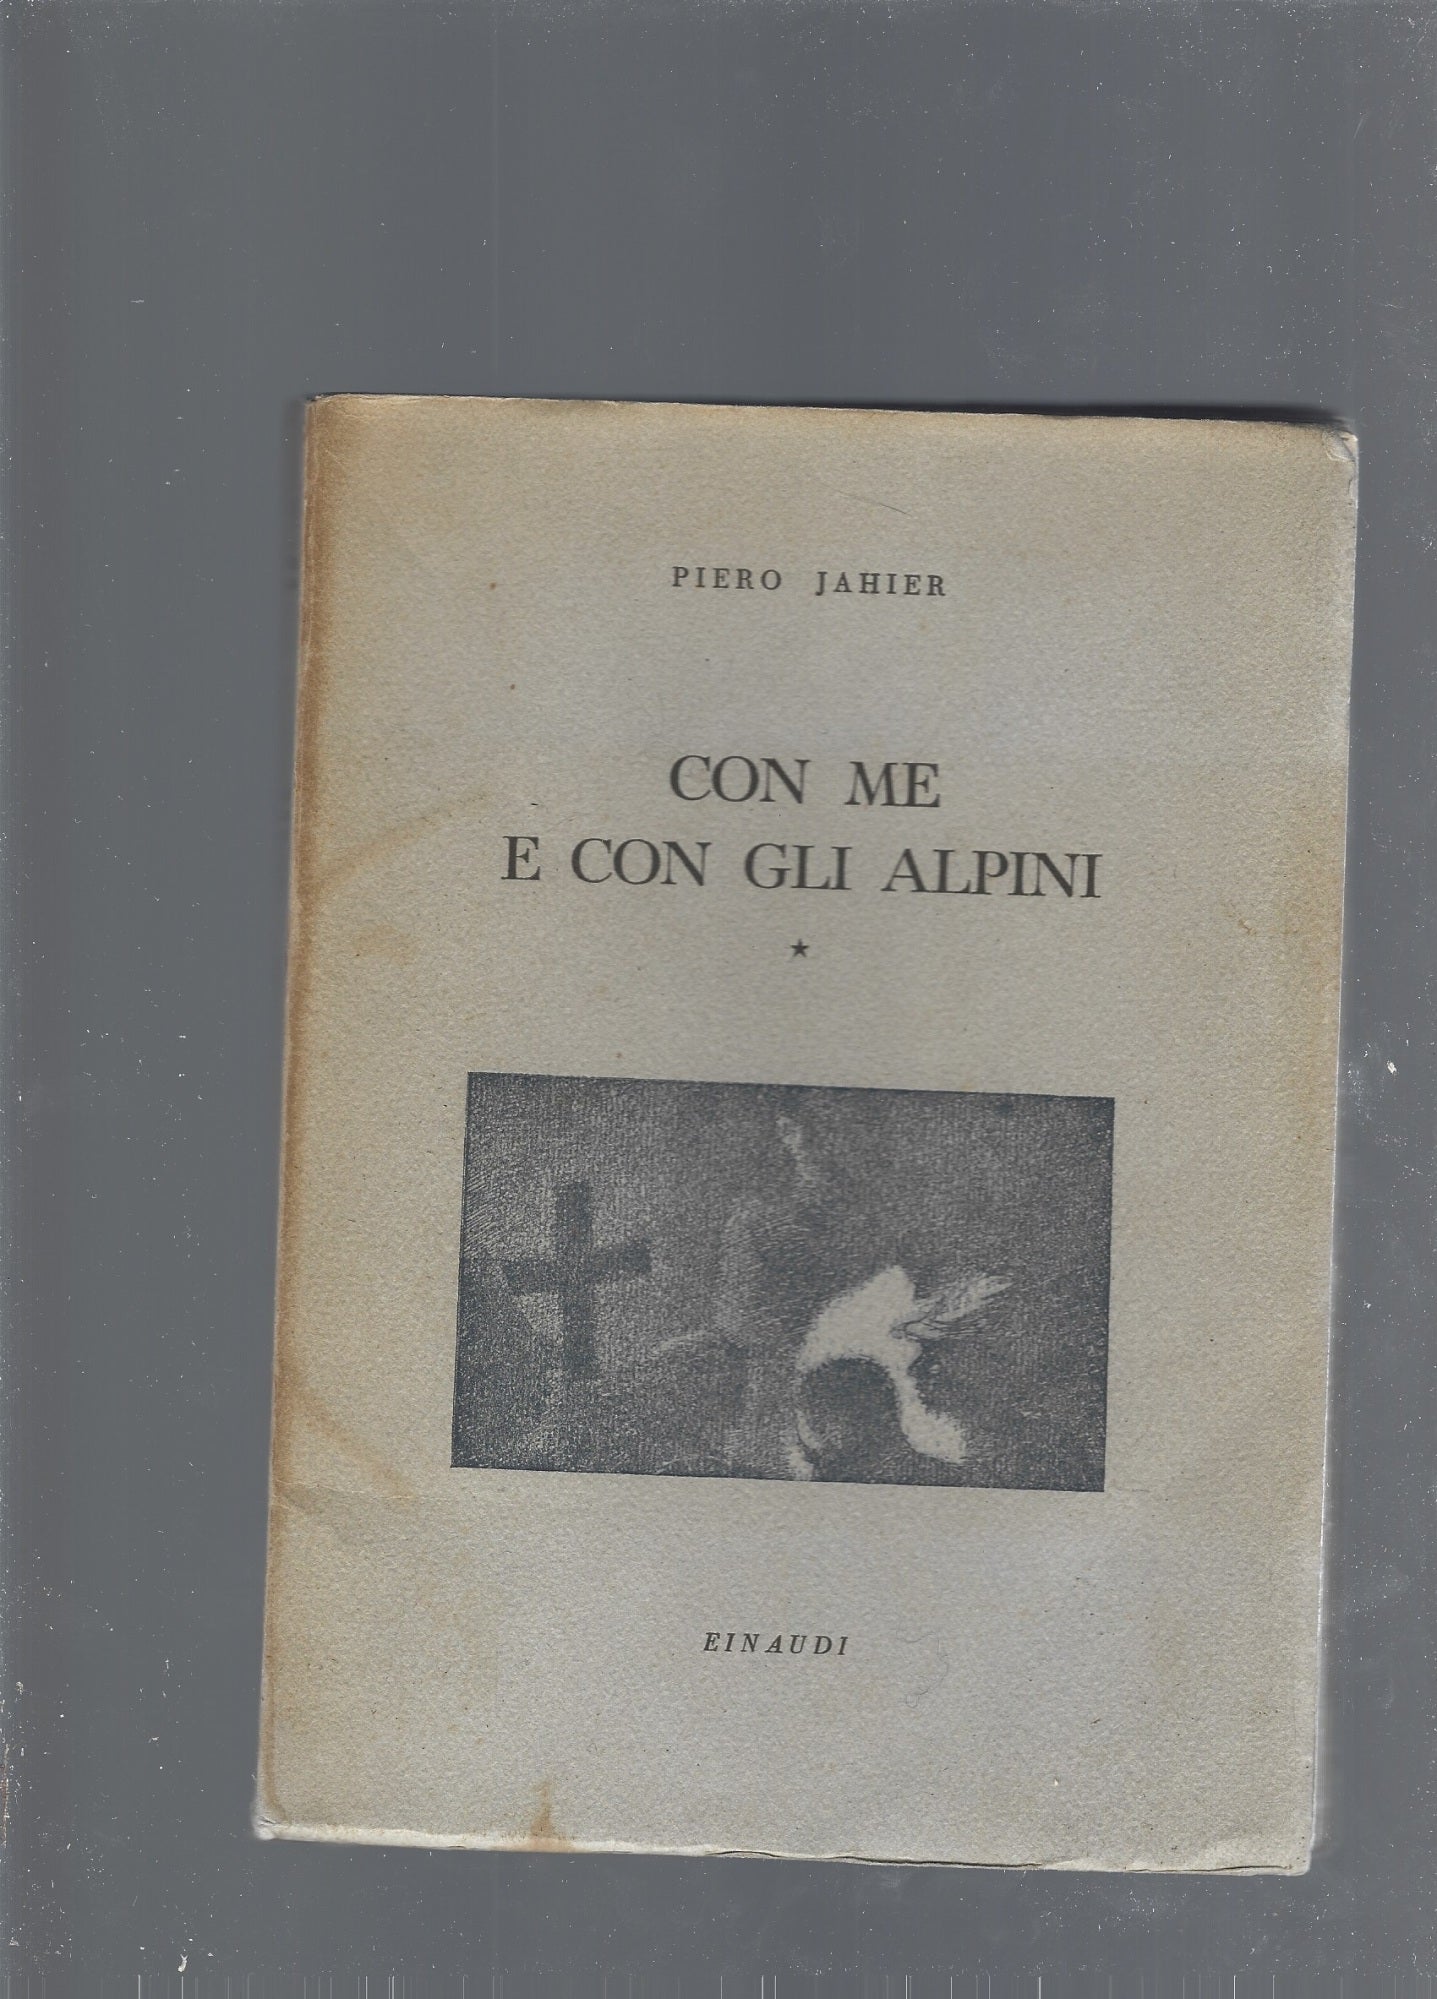 PIERO JAHIER
CON ME
E CON GLI ALPINI
★
EINAUDI